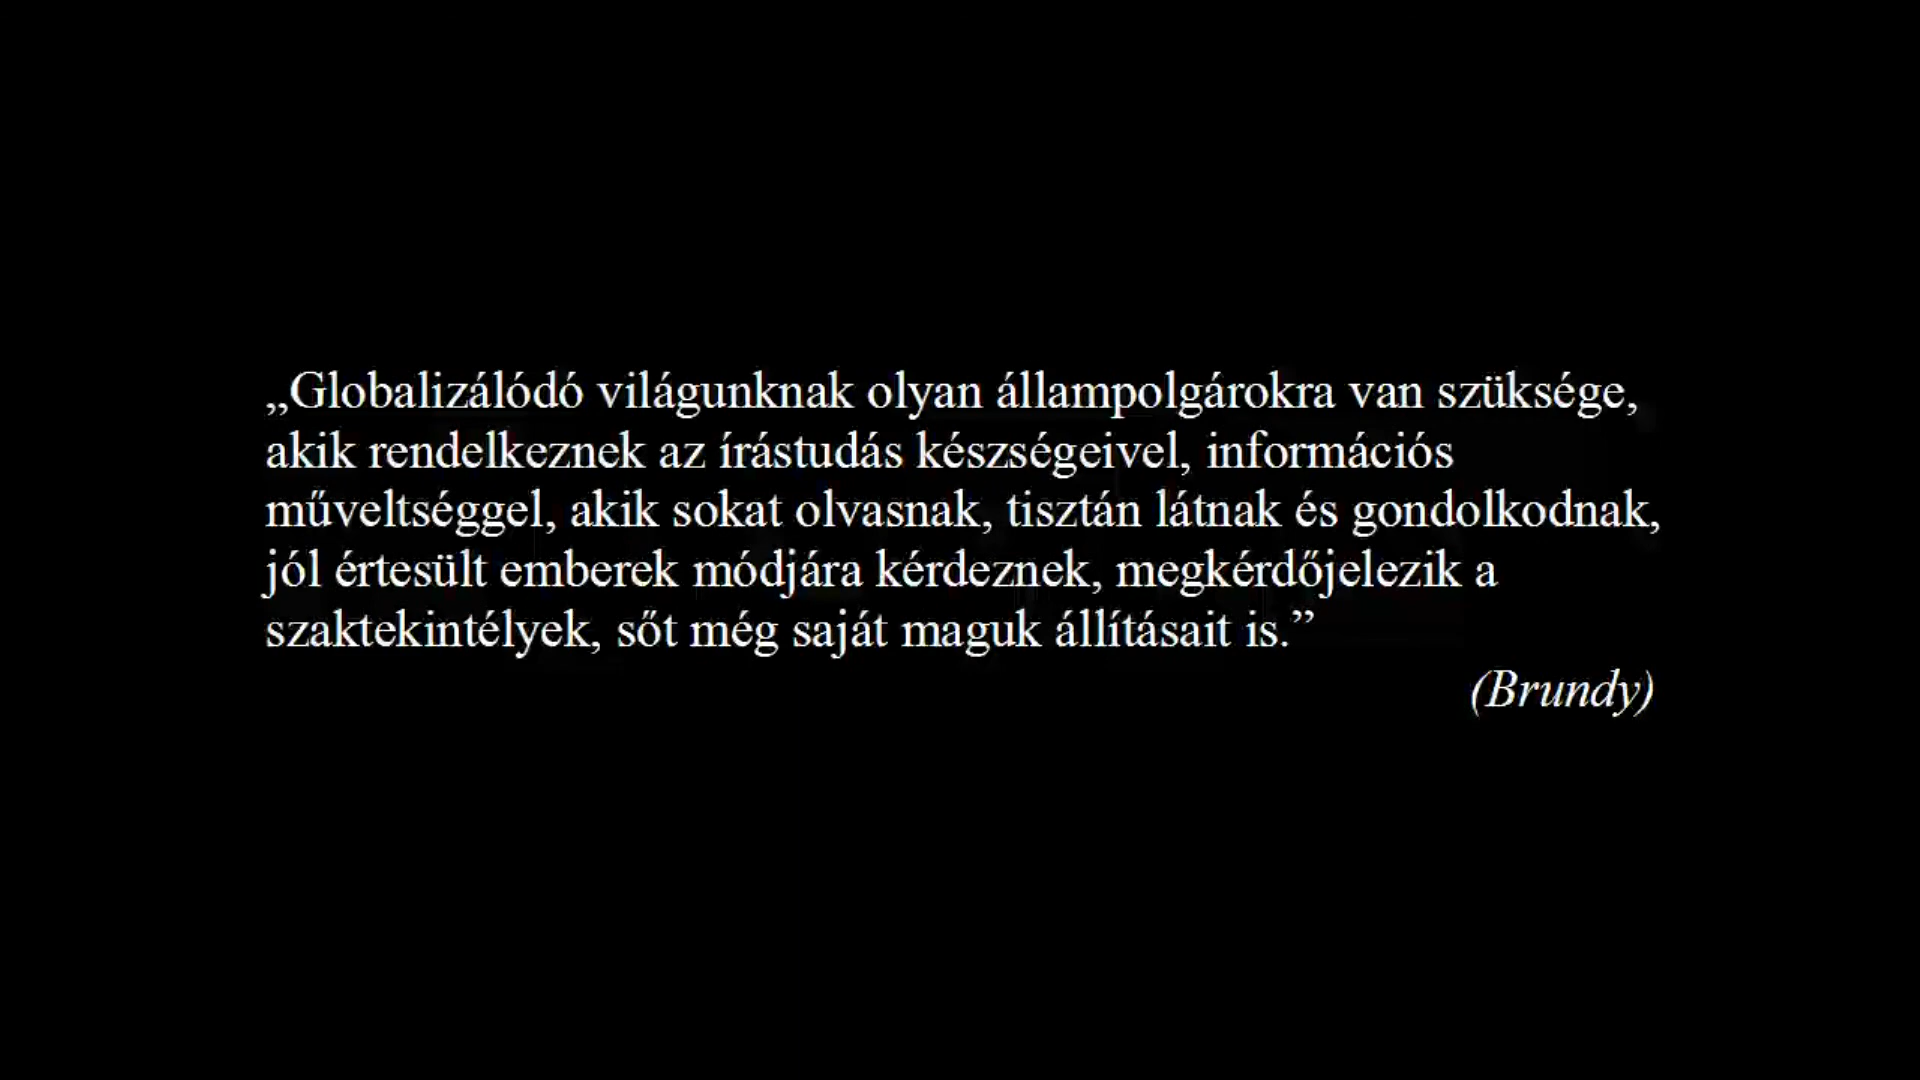 „Globalizálódó világunknak olyan állampolgárokra van szüksége,
akik rendelkeznek az írástudás készségeivel, információs
műveltséggel, akik sokat olvasnak, tisztán látnak és gondolkodnak,
jól értesült emberek módjára kérdeznek, megkérdőjelezik a
szaktekintélyek, sőt még saját maguk állításait is.”
(Brundy)